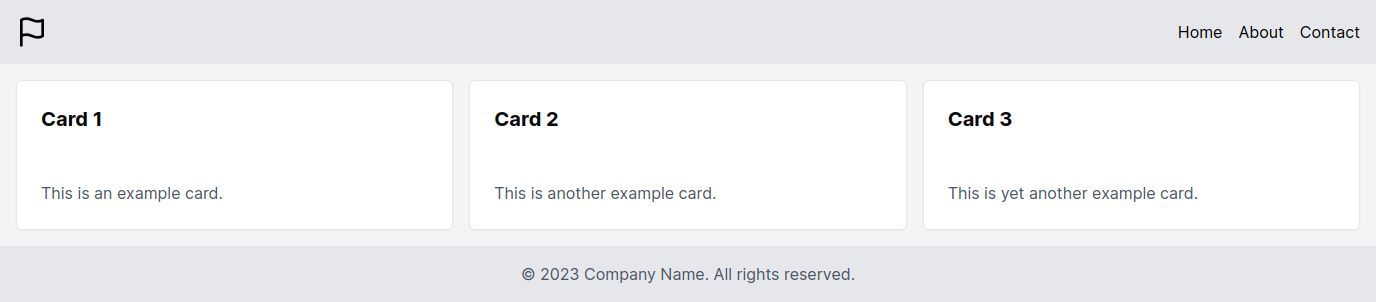 Home About Contact
Card 1
This is an example card.
Card 2
This is another example card.
Card 3
This is yet another example card.
© 2023 Company Name. All rights reserved.